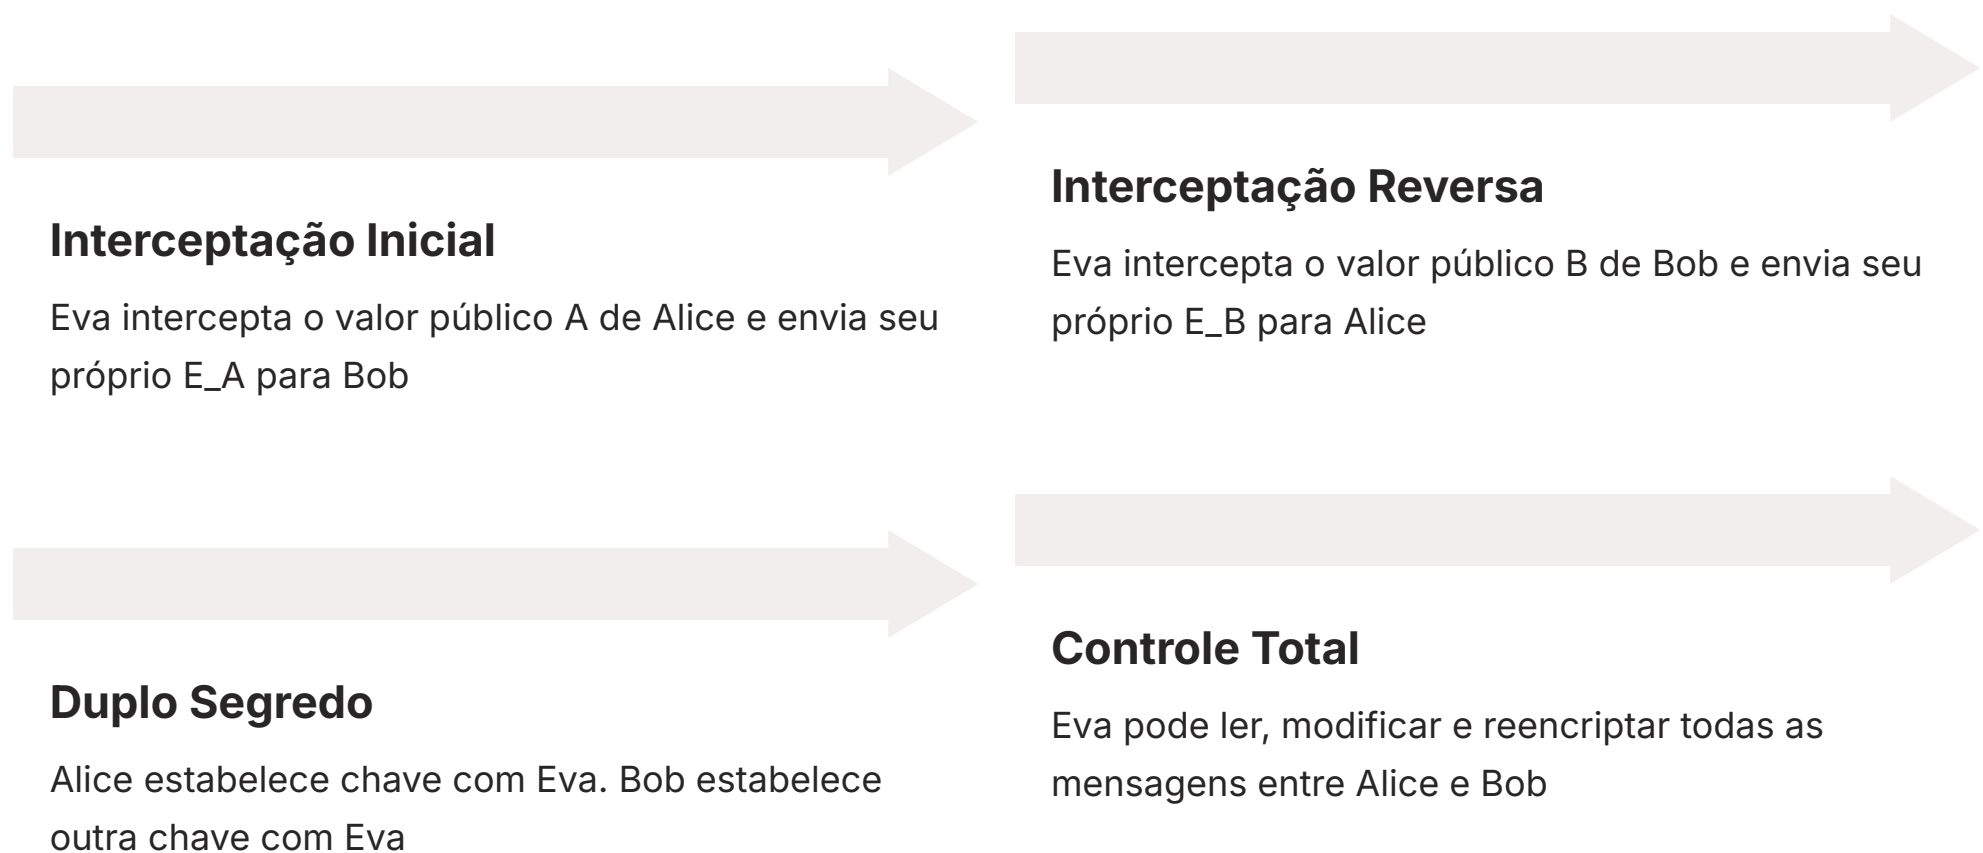 Interceptação Inicial
Eva intercepta o valor público A de Alice e envia seu
próprio E_A para Bob
Interceptação Reversa
Eva intercepta o valor público B de Bob e envia seu
próprio E_B para Alice
Duplo Segredo
Alice estabelece chave com Eva. Bob estabelece
outra chave com Eva
Controle Total
Eva pode ler, modificar e reencriptar todas as
mensagens entre Alice e Bob